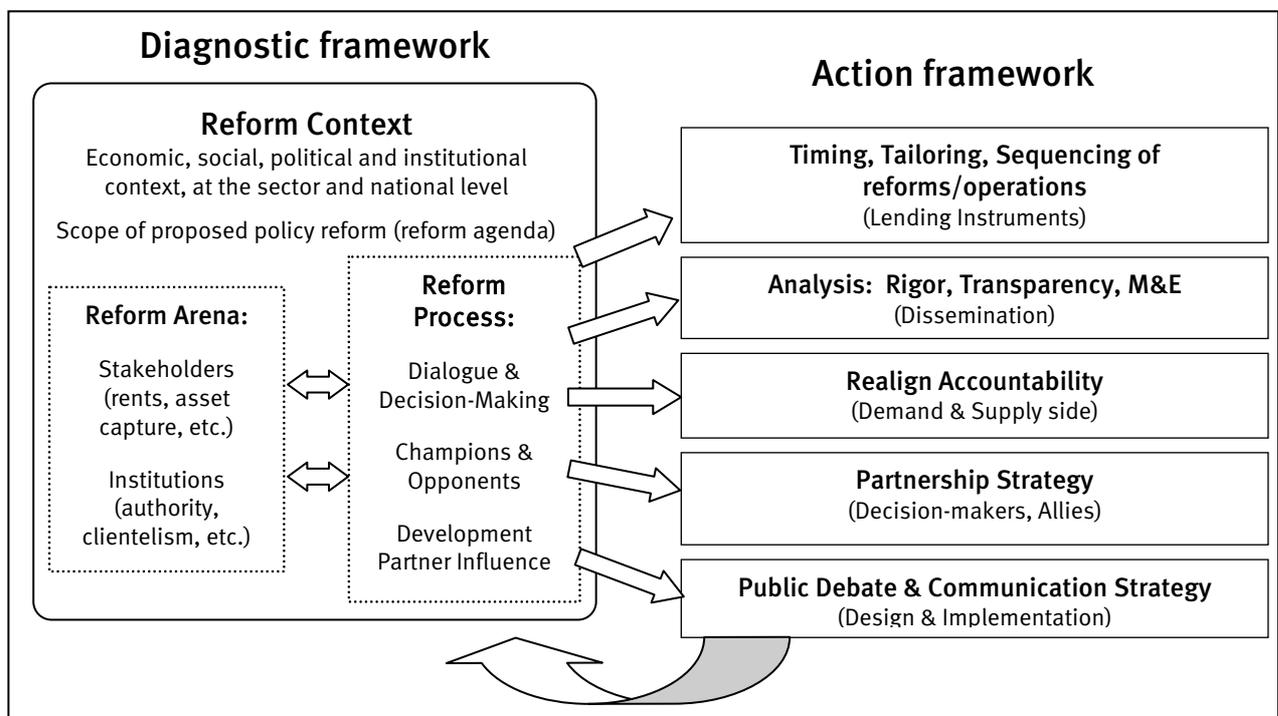 Diagnostic framework
Reform Context
Economic, social, political and institutional
context, at the sector and national level
Scope of proposed policy reform (reform agenda)
Reform Arena:
Stakeholders
(rents, asset
capture, etc.)
Institutions
(authority,
clientelism, etc.)
Reform
Process:
Dialogue &
Decision-Making
Champions &
Opponents
Development
Partner Influence
Action framework
Timing, Tailoring, Sequencing of
reforms/operations
(Lending Instruments)
Analysis: Rigor, Transparency, M&E
(Dissemination)
Realign Accountability
(Demand & Supply side)
Partnership Strategy
(Decision-makers, Allies)
Public Debate & Communication Strategy
(Design & Implementation)